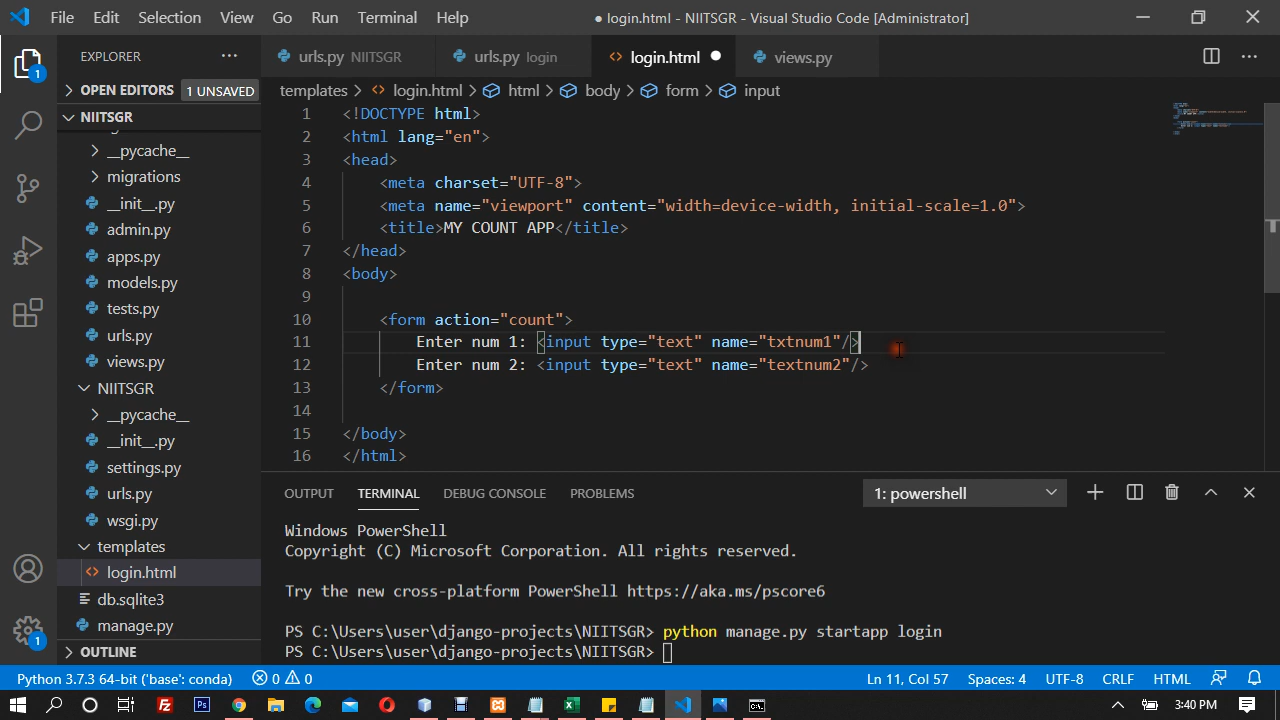 File Edit Selection View Go Run Terminal Help ● login.html - NIITSGR - Visual Studio Code [Administrator]
EXPLORER ··· urls.py NIITSGR urls.py login login.html ● views.py ···
OPEN EDITORS 1 UNSAVED
templates > login.html > html > body > form > input
NIITSGR
__pycache__
migrations
__init__.py
admin.py
apps.py
models.py
tests.py
urls.py
views.py
NIITSGR
__pycache__
__init__.py
settings.py
urls.py
wsgi.py
templates
login.html
db.sqlite3
manage.py
OUTLINE
1
1
1 <!DOCTYPE html>
2 <html lang="en">
3 <head>
4 <meta charset="UTF-8">
5 <meta name="viewport" content="width=device-width, initial-scale=1.0">
6 <title>MY COUNT APP</title>
7 </head>
8 <body>
9
10 <form action="count">
11 Enter num 1: <input type="text" name="txtnum1"/>
12 Enter num 2: <input type="text" name="textnum2"/>
13 </form>
14
15 </body>
16 </html>
OUTPUT TERMINAL DEBUG CONSOLE PROBLEMS 1: powershell
Windows PowerShell
Copyright (C) Microsoft Corporation. All rights reserved.
Try the new cross-platform PowerShell https://aka.ms/pscore6
PS C:\Users\user\django-projects\NIITSGR> python manage.py startapp login
PS C:\Users\user\django-projects\NIITSGR>
Python 3.7.3 64-bit ('base': conda) 0 0 Ln 11, Col 57 Spaces: 4 UTF-8 CRLF HTML
3:40 PM